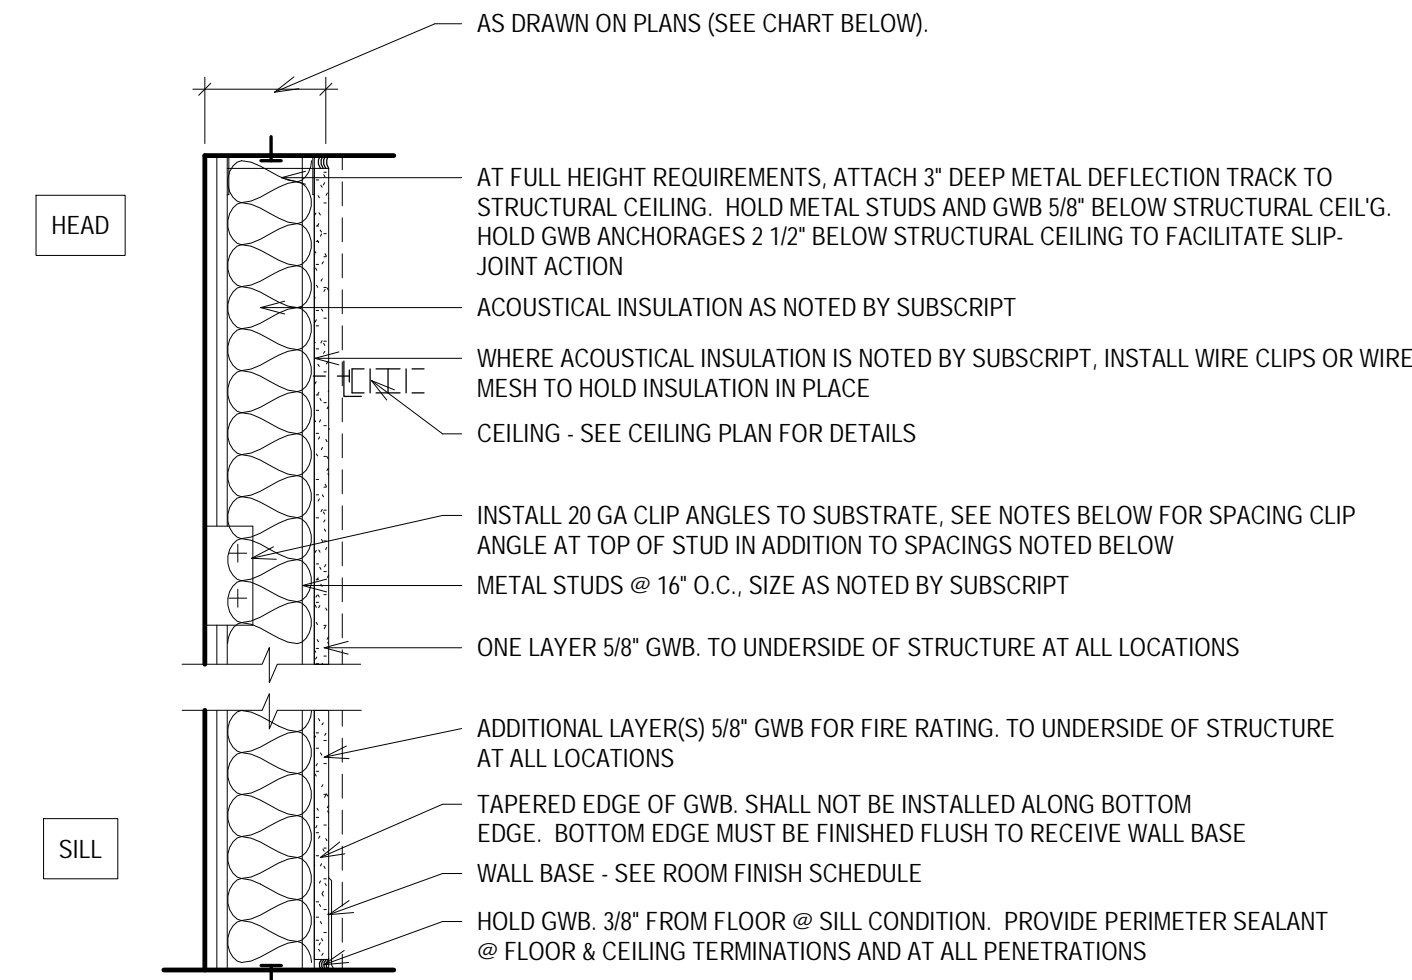 AS DRAWN ON PLANS (SEE CHART BELOW).
HEAD
AT FULL HEIGHT REQUIREMENTS, ATTACH 3" DEEP METAL DEFLECTION TRACK TO
STRUCTURAL CEILING. HOLD METAL STUDS AND GWB 5/8" BELOW STRUCTURAL CEIL'G.
HOLD GWB ANCHORAGES 2 1/2" BELOW STRUCTURAL CEILING TO FACILITATE SLIP-
JOINT ACTION
ACOUSTICAL INSULATION AS NOTED BY SUBSCRIPT
WHERE ACOUSTICAL INSULATION IS NOTED BY SUBSCRIPT, INSTALL WIRE CLIPS OR WIRE
MESH TO HOLD INSULATION IN PLACE
CEILING - SEE CEILING PLAN FOR DETAILS
INSTALL 20 GA CLIP ANGLES TO SUBSTRATE, SEE NOTES BELOW FOR SPACING CLIP
ANGLE AT TOP OF STUD IN ADDITION TO SPACINGS NOTED BELOW
METAL STUDS @ 16" O.C., SIZE AS NOTED BY SUBSCRIPT
ONE LAYER 5/8" GWB. TO UNDERSIDE OF STRUCTURE AT ALL LOCATIONS
ADDITIONAL LAYER(S) 5/8" GWB FOR FIRE RATING. TO UNDERSIDE OF STRUCTURE
AT ALL LOCATIONS
TAPERED EDGE OF GWB. SHALL NOT BE INSTALLED ALONG BOTTOM
EDGE. BOTTOM EDGE MUST BE FINISHED FLUSH TO RECEIVE WALL BASE
SILL
WALL BASE - SEE ROOM FINISH SCHEDULE
HOLD GWB. 3/8" FROM FLOOR @ SILL CONDITION. PROVIDE PERIMETER SEALANT
@ FLOOR & CEILING TERMINATIONS AND AT ALL PENETRATIONS